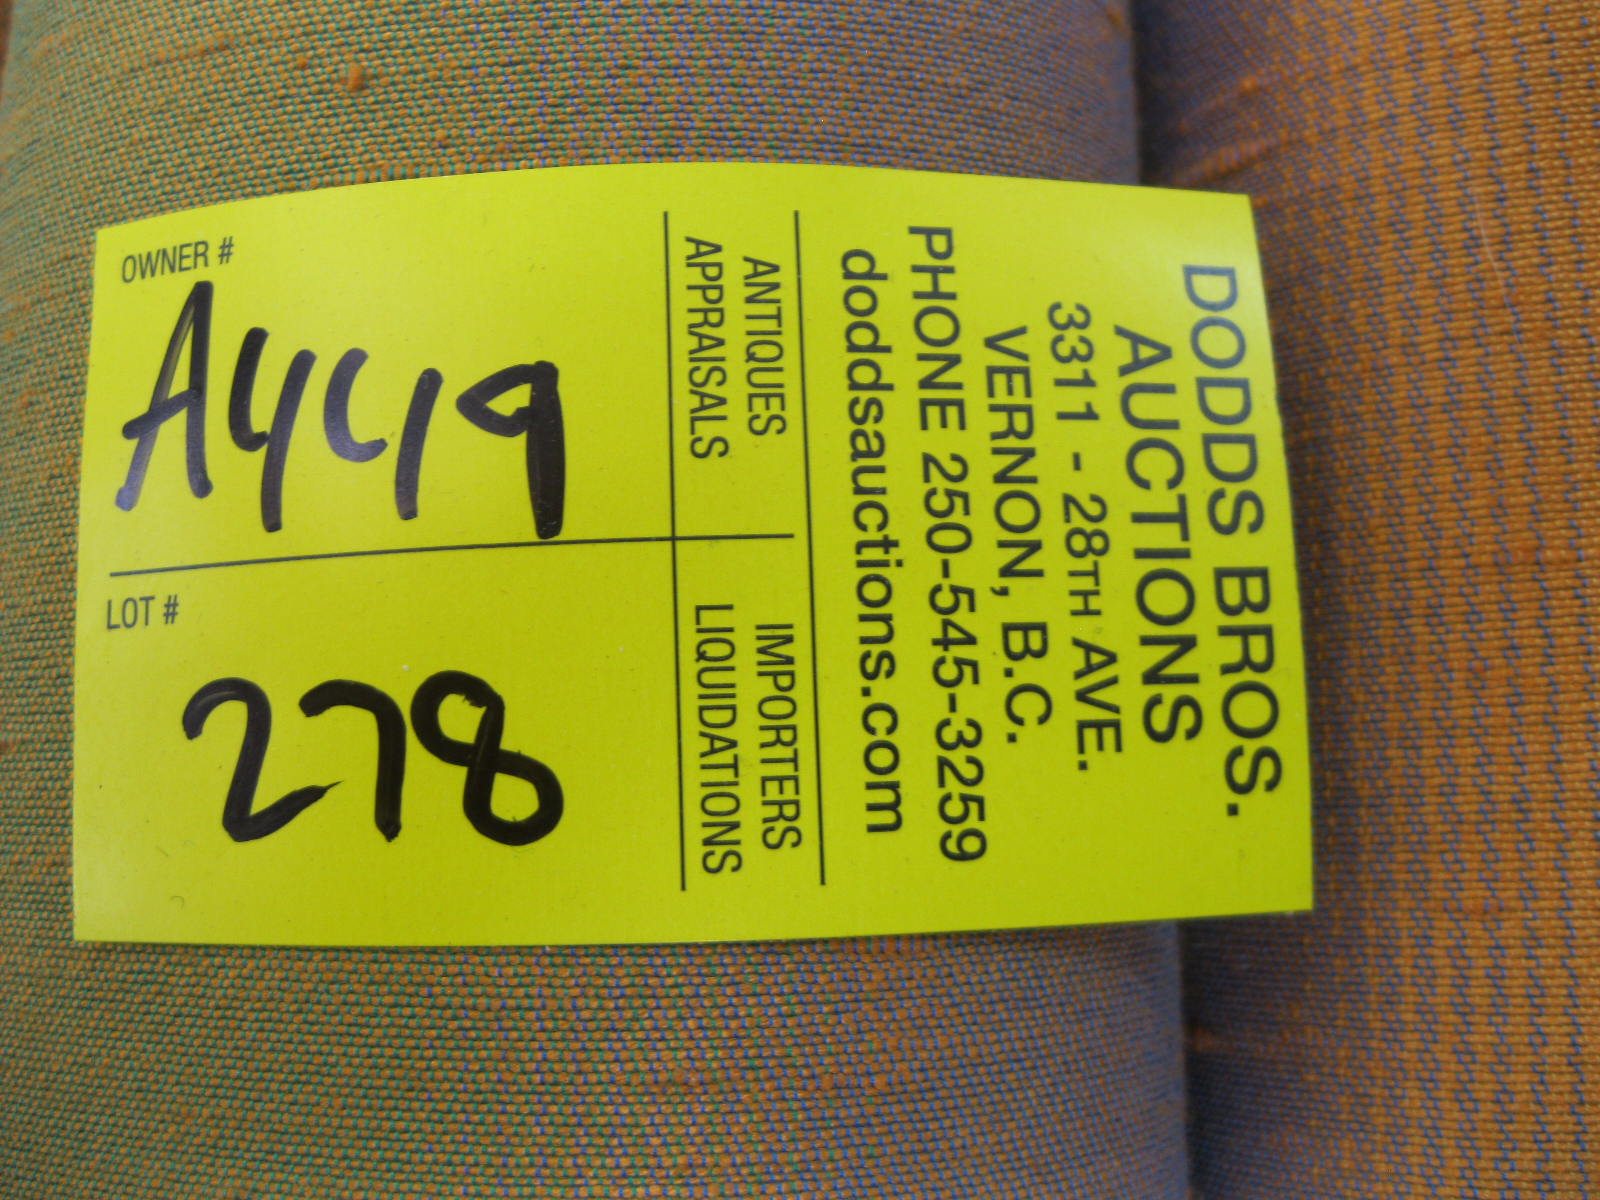 DODDS BROS.
AUCTIONS
3311 - 28TH AVE.
VERNON, B.C.
PHONE 250-545-3259
doddsauctions.com
ANTIQUES
APPRAISALS
IMPORTERS
LIQUIDATIONS
OWNER #
A449
LOT #
278